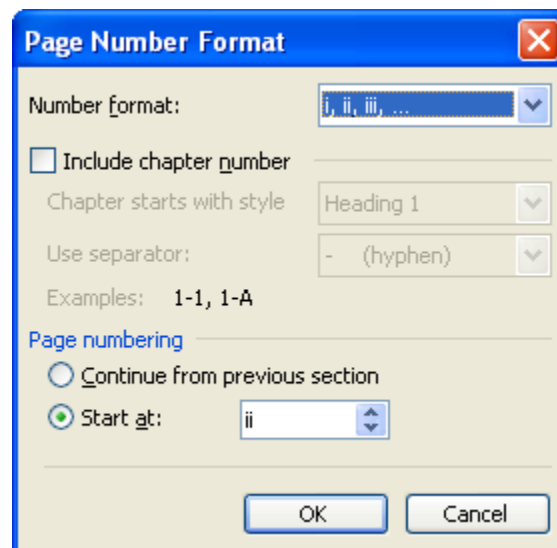 Page Number Format
Number format: i, ii, iii, ...
Include chapter number
Chapter starts with style Heading 1
Use separator: - (hyphen)
Examples: 1-1, 1-A
Page numbering
Continue from previous section
Start at: ii
OK Cancel